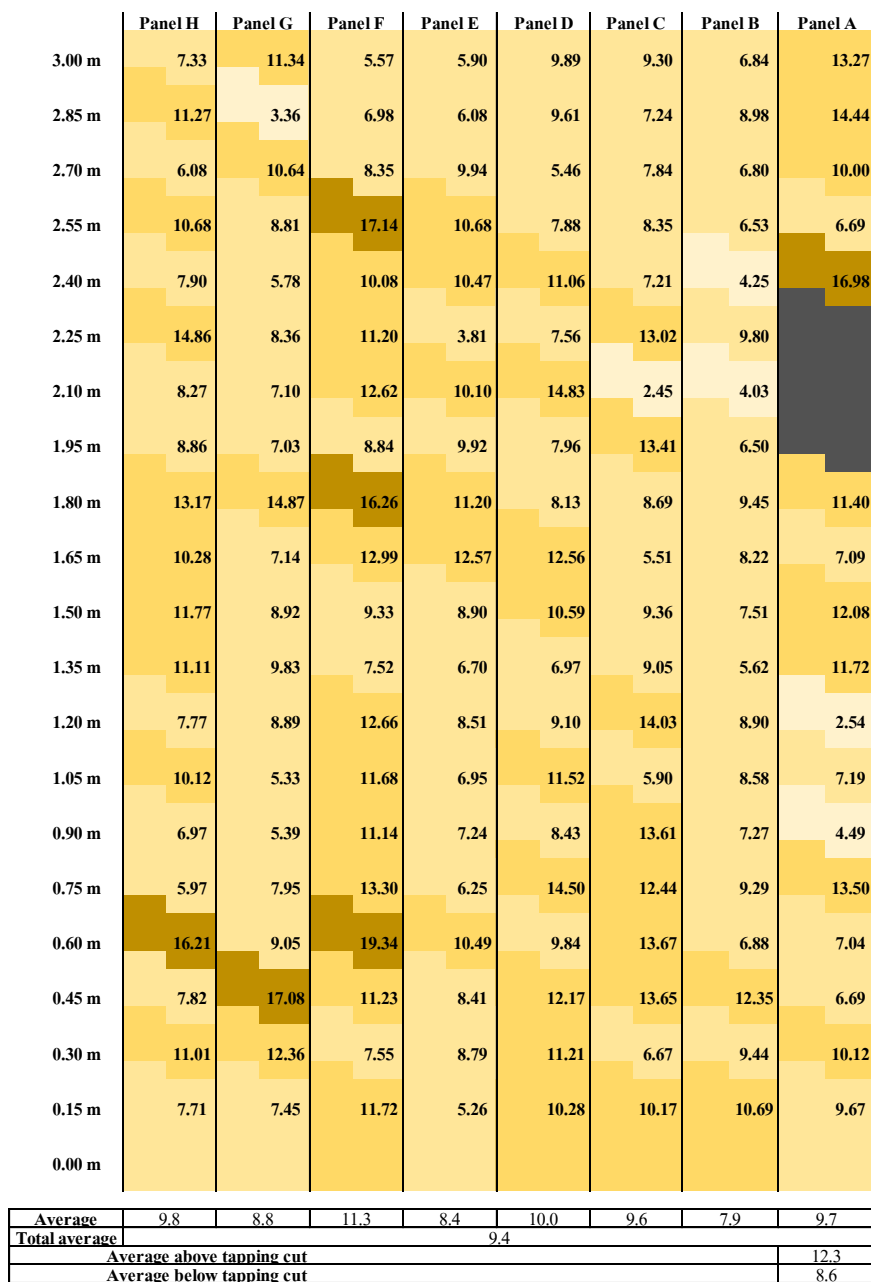 Panel H Panel G Panel F Panel E Panel D Panel C Panel B Panel A
3.00 m 7.33 11.34 5.57 5.90 9.89 9.30 6.84 13.27
2.85 m 11.27 3.36 6.98 6.08 9.61 7.24 8.98 14.44
2.70 m 6.08 10.64 8.35 9.94 5.46 7.84 6.80 10.00
2.55 m 10.68 8.81 17.14 10.68 7.88 8.35 6.53 6.69
2.40 m 7.90 5.78 10.08 10.47 11.06 7.21 4.25 16.98
2.25 m 14.86 8.36 11.20 3.81 7.56 13.02 9.80
2.10 m 8.27 7.10 12.62 10.10 14.83 2.45 4.03
1.95 m 8.86 7.03 8.84 9.92 7.96 13.41 6.50
1.80 m 13.17 14.87 16.26 11.20 8.13 8.69 9.45 11.40
1.65 m 10.28 7.14 12.99 12.57 12.56 5.51 8.22 7.09
1.50 m 11.77 8.92 9.33 8.90 10.59 9.36 7.51 12.08
1.35 m 11.11 9.83 7.52 6.70 6.97 9.05 5.62 11.72
1.20 m 7.77 8.89 12.66 8.51 9.10 14.03 8.90 2.54
1.05 m 10.12 5.33 11.68 6.95 11.52 5.90 8.58 7.19
0.90 m 6.97 5.39 11.14 7.24 8.43 13.61 7.27 4.49
0.75 m 5.97 7.95 13.30 6.25 14.50 12.44 9.29 13.50
0.60 m 16.21 9.05 19.34 10.49 9.84 13.67 6.88 7.04
0.45 m 7.82 17.08 11.23 8.41 12.17 13.65 12.35 6.69
0.30 m 11.01 12.36 7.55 8.79 11.21 6.67 9.44 10.12
0.15 m 7.71 7.45 11.72 5.26 10.28 10.17 10.69 9.67
0.00 m
Average 9.8 8.8 11.3 8.4 10.0 9.6 7.9 9.7
Total average 9.4
Average above tapping cut 12.3
Average below tapping cut 8.6